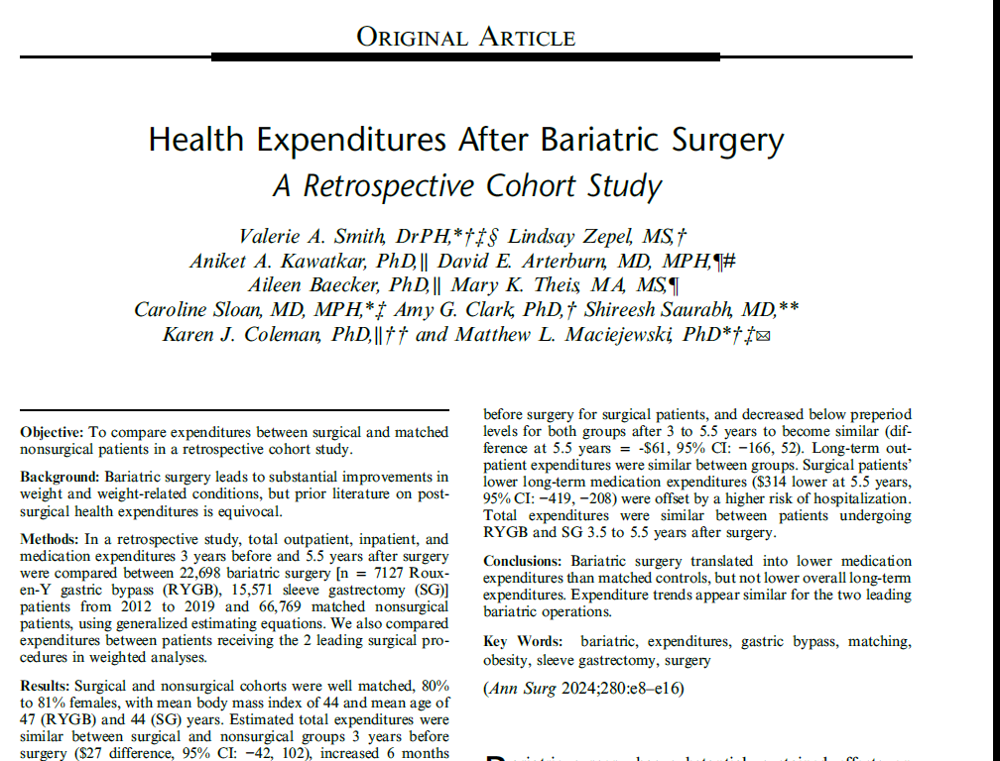 ORIGINAL ARTICLE
Health Expenditures After Bariatric Surgery
A Retrospective Cohort Study
Valerie A. Smith, DrPH,*†‡§ Lindsay Zepel, MS,†
Aniket A. Kawatkar, PhD,∥ David E. Arterburn, MD, MPH,¶#
Aileen Baecker, PhD,∥ Mary K. Theis, MA, MS,¶
Caroline Sloan, MD, MPH,*‡ Amy G. Clark, PhD,† Shireesh Saurabh, MD,**
Karen J. Coleman, PhD,∥†† and Matthew L. Maciejewski, PhD*†‡✉
Objective: To compare expenditures between surgical and matched
nonsurgical patients in a retrospective cohort study.
Background: Bariatric surgery leads to substantial improvements in
weight and weight-related conditions, but prior literature on post-
surgical health expenditures is equivocal.
Methods: In a retrospective study, total outpatient, inpatient, and
medication expenditures 3 years before and 5.5 years after surgery
were compared between 22,698 bariatric surgery [n = 7127 Roux-
en-Y gastric bypass (RYGB), 15,571 sleeve gastrectomy (SG)]
patients from 2012 to 2019 and 66,769 matched nonsurgical
patients, using generalized estimating equations. We also compared
expenditures between patients receiving the 2 leading surgical pro-
cedures in weighted analyses.
Results: Surgical and nonsurgical cohorts were well matched, 80%
to 81% females, with mean body mass index of 44 and mean age of
47 (RYGB) and 44 (SG) years. Estimated total expenditures were
similar between surgical and nonsurgical groups 3 years before
surgery ($27 difference, 95% CI: −42, 102), increased 6 months
before surgery for surgical patients, and decreased below preperiod
levels for both groups after 3 to 5.5 years to become similar (dif-
ference at 5.5 years = -$61, 95% CI: −166, 52). Long-term out-
patient expenditures were similar between groups. Surgical patients'
lower long-term medication expenditures ($314 lower at 5.5 years,
95% CI: −419, −208) were offset by a higher risk of hospitalization.
Total expenditures were similar between patients undergoing
RYGB and SG 3.5 to 5.5 years after surgery.
Conclusions: Bariatric surgery translated into lower medication
expenditures than matched controls, but not lower overall long-term
expenditures. Expenditure trends appear similar for the two leading
bariatric operations.
Key Words: bariatric, expenditures, gastric bypass, matching,
obesity, sleeve gastrectomy, surgery
(Ann Surg 2024;280:e8–e16)